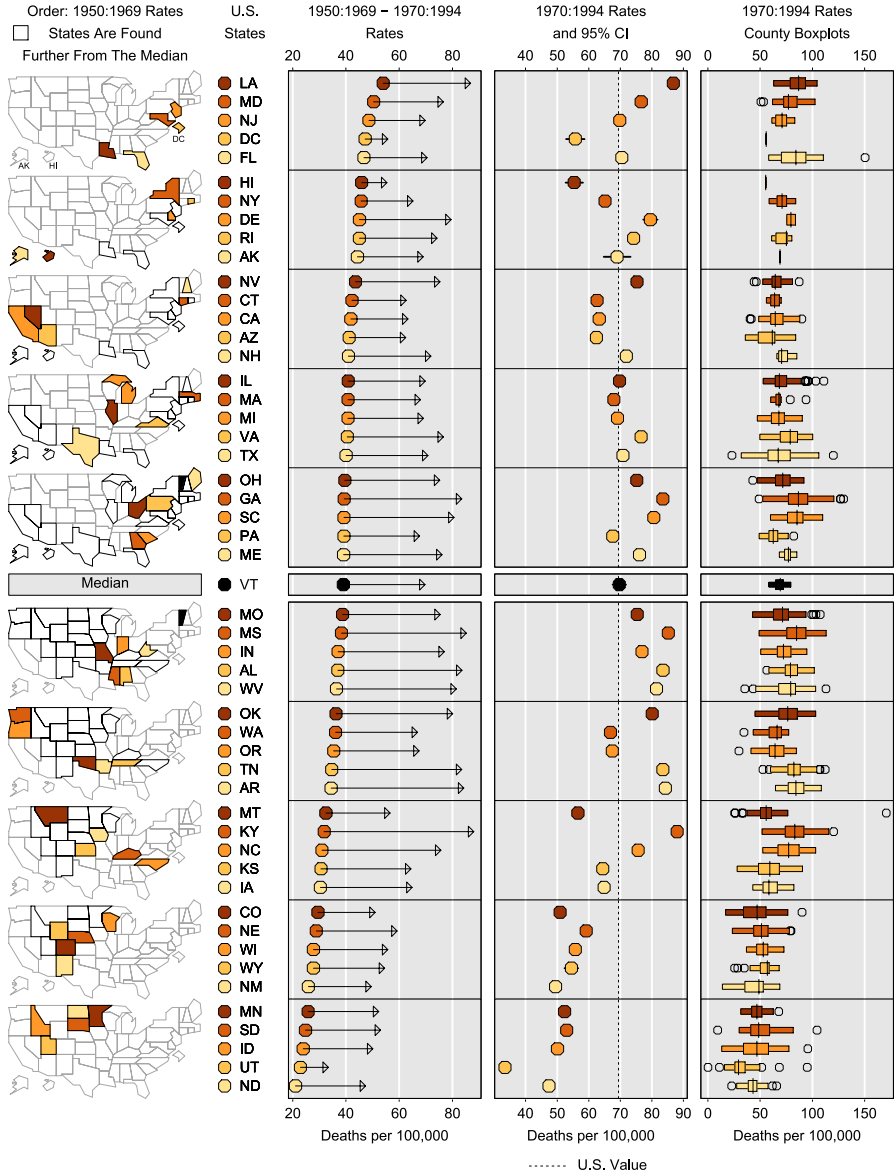 Order: 1950:1969 Rates
States Are Found
Further From The Median
U.S.
States
1950:1969 – 1970:1994
Rates
1970:1994 Rates
and 95% CI
1970:1994 Rates
County Boxplots
20 40 60 80
40 50 60 70 80 90
0 50 100 150
LA
MD
NJ
DC
FL
DC
AK HI
HI
NY
DE
RI
AK
NV
CT
CA
AZ
NH
IL
MA
MI
VA
TX
OH
GA
SC
PA
ME
Median
VT
MO
MS
IN
AL
WV
OK
WA
OR
TN
AR
MT
KY
NC
KS
IA
CO
NE
WI
WY
NM
MN
SD
ID
UT
ND
20 40 60 80
40 50 60 70 80 90
0 50 100 150
Deaths per 100,000
Deaths per 100,000
Deaths per 100,000
U.S. Value